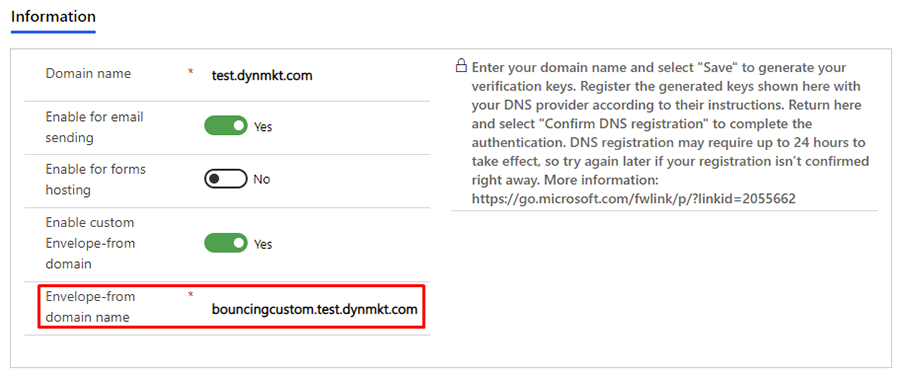 Information
Domain name * test.dynmkt.com
Enable for email
sending
Yes
Enable for forms
hosting
No
Enable custom
Envelope-from
domain
Yes
Envelope-from
domain name
* bouncingcustom.test.dynmkt.com
Enter your domain name and select "Save" to generate your
verification keys. Register the generated keys shown here with
your DNS provider according to their instructions. Return here
and select "Confirm DNS registration" to complete the
authentication. DNS registration may require up to 24 hours to
take effect, so try again later if your registration isn't confirmed
right away. More information:
https://go.microsoft.com/fwlink/p/?linkid=2055662